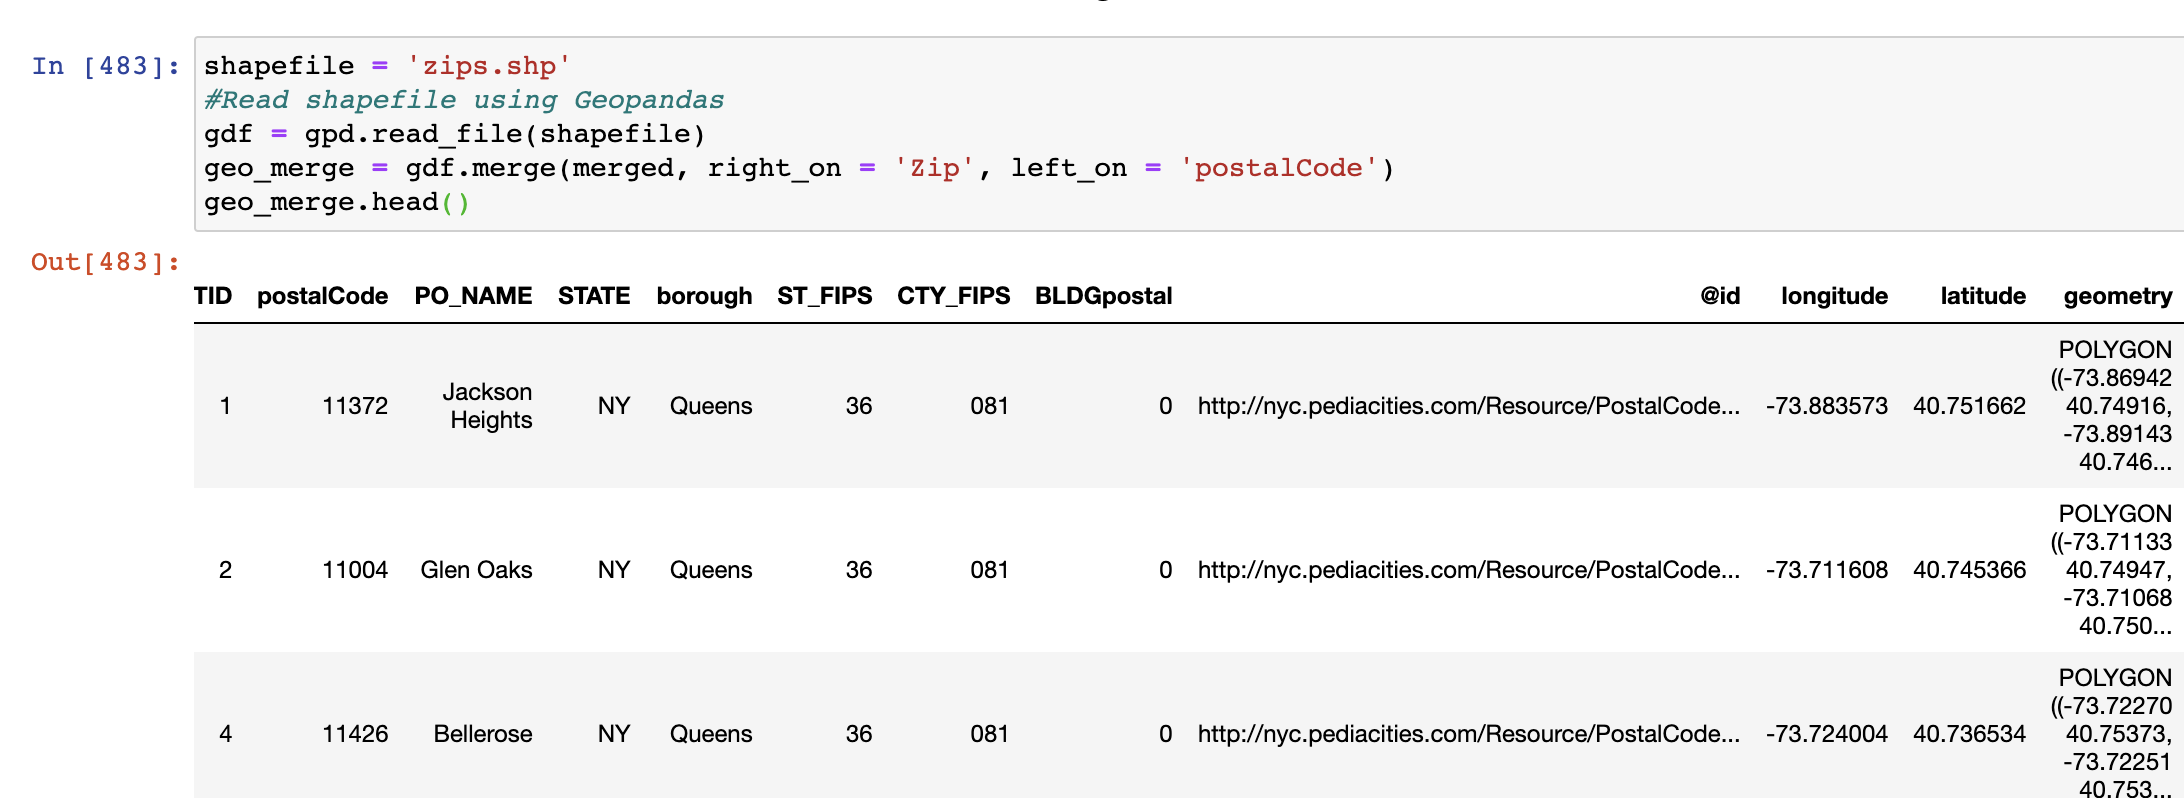 In [483]: shapefile = 'zips.shp'
#Read shapefile using Geopandas
gdf = gpd.read_file(shapefile)
geo_merge = gdf.merge(merged, right_on = 'Zip', left_on = 'postalCode')
geo_merge.head()
Out[483]:
TID postalCode PO_NAME STATE borough ST_FIPS CTY_FIPS BLDGpostal @id longitude latitude geometry
POLYGON
((-73.86942
Jackson
1 11372 NY Queens 36 081 0 http://nyc.pediacities.com/Resource/PostalCode... -73.883573 40.751662 40.74916,
Heights
-73.89143
40.746...
POLYGON
((-73.71133
2 11004 Glen Oaks NY Queens 36 081 0 http://nyc.pediacities.com/Resource/PostalCode... -73.711608 40.745366 40.74947,
-73.71068
40.750...
POLYGON
((-73.72270
4 11426 Bellerose NY Queens 36 081 0 http://nyc.pediacities.com/Resource/PostalCode... -73.724004 40.736534 40.75373,
-73.72251
40.753...